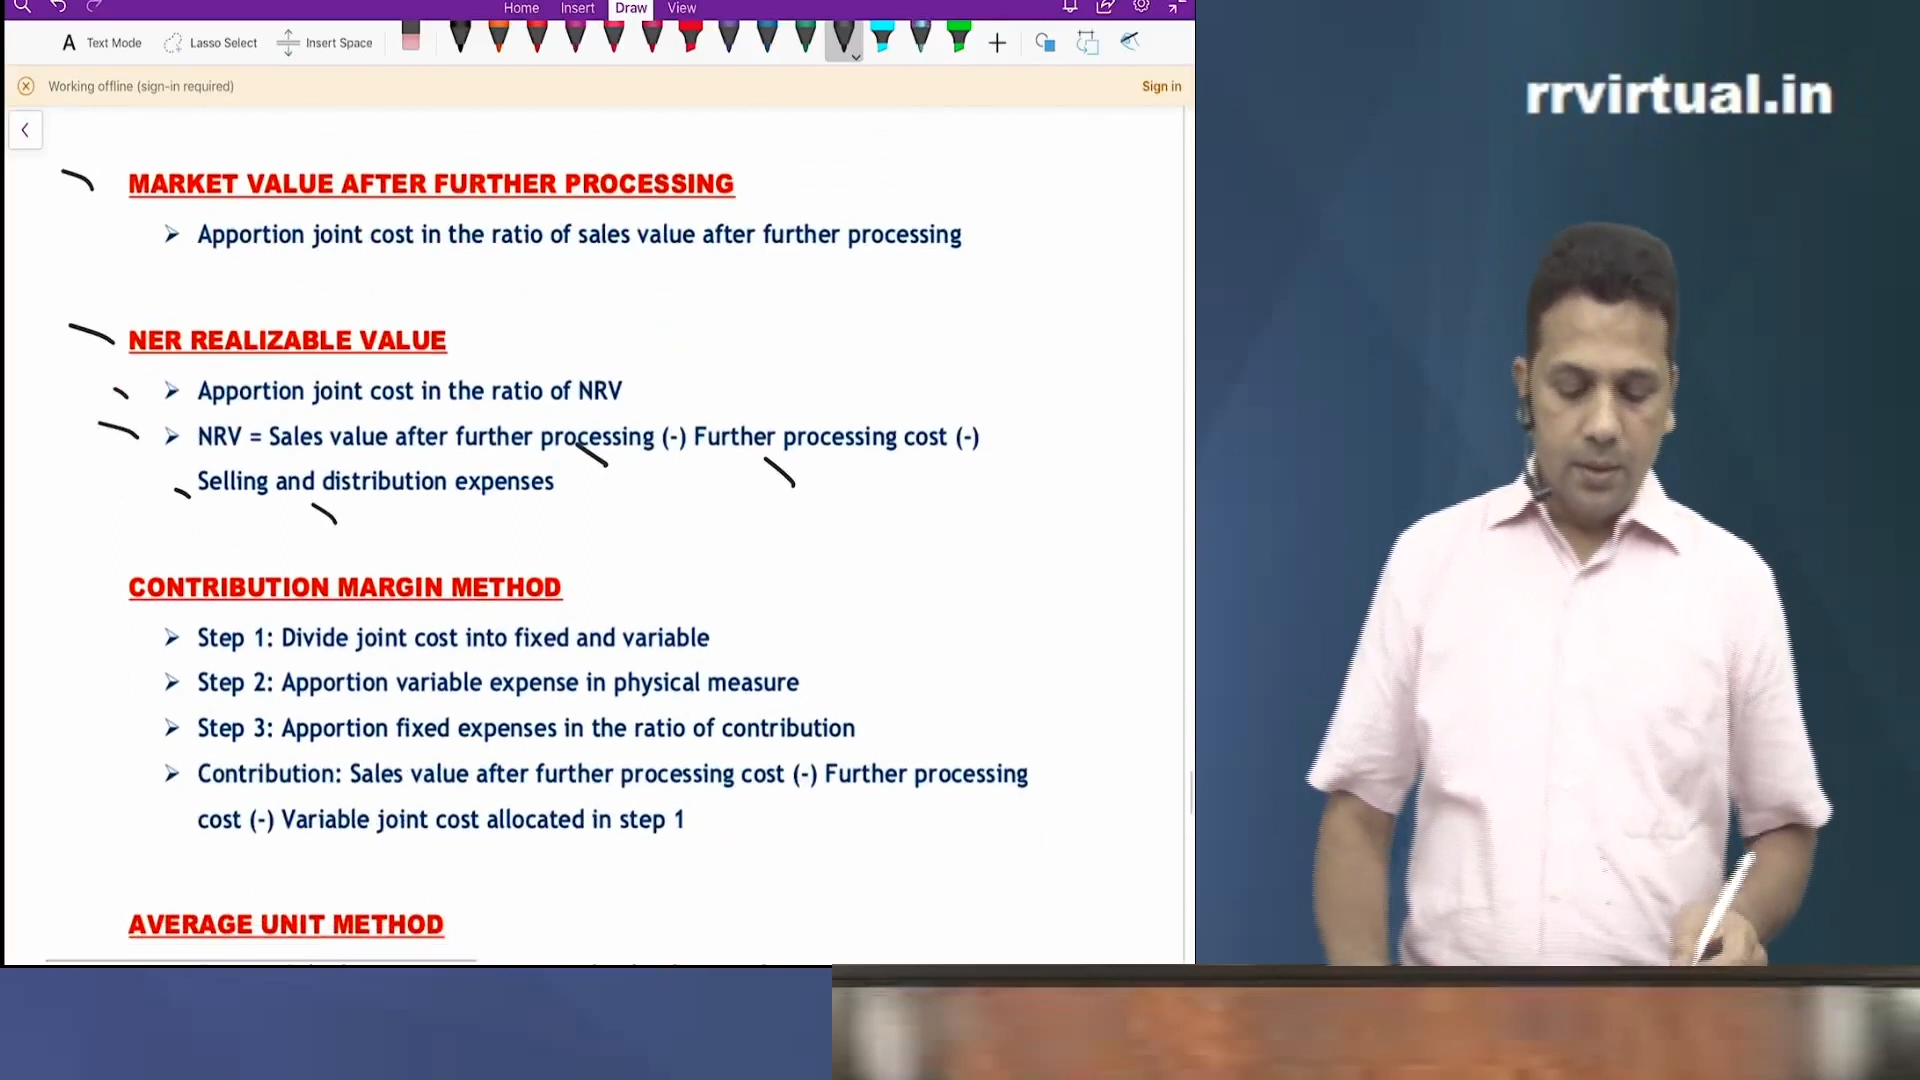 Home Insert Draw View
Text Mode Lasso Select Insert Space
Working offline (sign-in required) Sign in
rrvirtual.in
MARKET VALUE AFTER FURTHER PROCESSING
➢ Apportion joint cost in the ratio of sales value after further processing
NER REALIZABLE VALUE
➢ Apportion joint cost in the ratio of NRV
➢ NRV = Sales value after further processing (-) Further processing cost (-)
Selling and distribution expenses
CONTRIBUTION MARGIN METHOD
➢ Step 1: Divide joint cost into fixed and variable
➢ Step 2: Apportion variable expense in physical measure
➢ Step 3: Apportion fixed expenses in the ratio of contribution
➢ Contribution: Sales value after further processing cost (-) Further processing
cost (-) Variable joint cost allocated in step 1
AVERAGE UNIT METHOD